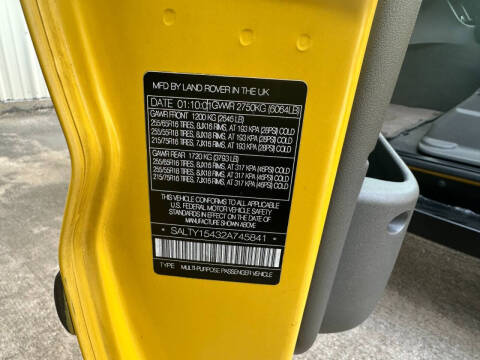 MFD BY LAND ROVER IN THE UK
DATE 01:10:01 GVWR 2750KG (6064LB)
GAWR FRONT 1200 KG (2645 LB)
255/65R16 TIRES, 8JX16 RIMS, AT 193 KPA (28PSI) COLD
255/55R18 TIRES, 8JX18 RIMS, AT 193 KPA (28PSI) COLD
215/75R16 TIRES, 7JX16 RIMS, AT 193 KPA (28PSI) COLD
GAWR REAR 1720 KG (3793 LB)
255/65R16 TIRES, 8JX16 RIMS, AT 317 KPA (46PSI) COLD
255/55R18 TIRES, 8JX18 RIMS, AT 317 KPA (46PSI) COLD
215/75R16 TIRES, 7JX16 RIMS, AT 317 KPA (46PSI) COLD
THIS VEHICLE CONFORMS TO ALL APPLICABLE
U.S. FEDERAL MOTOR VEHICLE SAFETY
STANDARDS IN EFFECT ON THE DATE OF
MANUFACTURE SHOWN ABOVE
* SALTY15432A745841 *
TYPE MULTI-PURPOSE PASSENGER VEHICLE